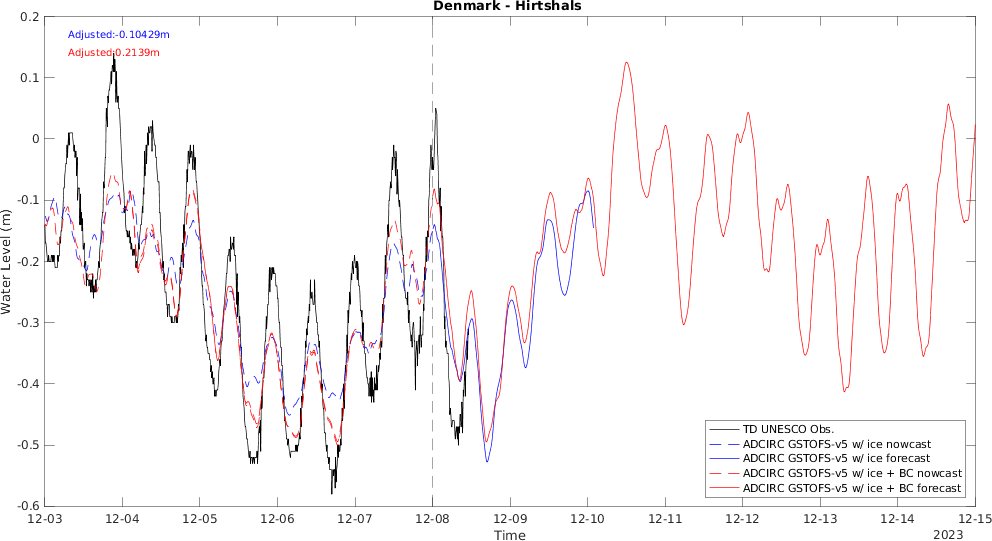 Denmark - Hirtshals
Adjusted:-0.10429m
Adjusted:0.2139m
Water Level (m)
0.2
0.1
0
-0.1
-0.2
-0.3
-0.4
-0.5
-0.6
TD UNESCO Obs.
ADCIRC GSTOFS-v5 w/ ice nowcast
ADCIRC GSTOFS-v5 w/ ice forecast
ADCIRC GSTOFS-v5 w/ ice + BC nowcast
ADCIRC GSTOFS-v5 w/ ice + BC forecast
12-03 12-04 12-05 12-06 12-07 12-08 12-09 12-10 12-11 12-12 12-13 12-14 12-15
Time
2023